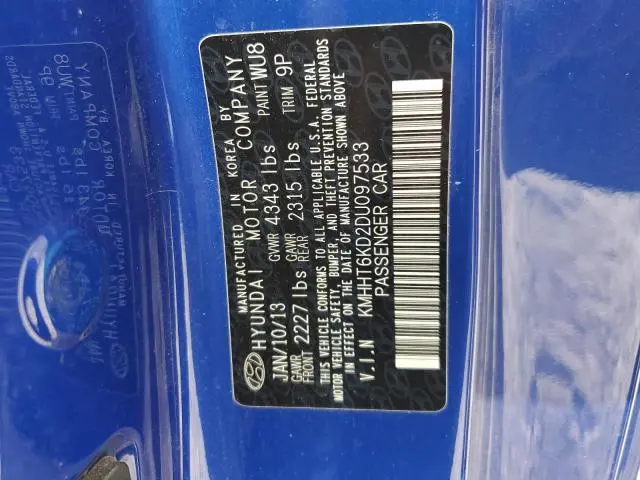 MANUFACTURED IN KOREA BY
HYUNDAI MOTOR COMPANY
JAN/10/13 GVWR 4343 lbs PAINT WU8
GAWR FRONT 2227 lbs GAWR REAR 2315 lbs TRIM 9P
THIS VEHICLE CONFORMS TO ALL APPLICABLE U.S.A. FEDERAL
MOTOR VEHICLE SAFETY, BUMPER, AND THEFT PREVENTION STANDARDS
IN EFFECT ON THE DATE OF MANUFACTURE SHOWN ABOVE
V.I.N KMHHT6KD2DU097533
PASSENGER CAR